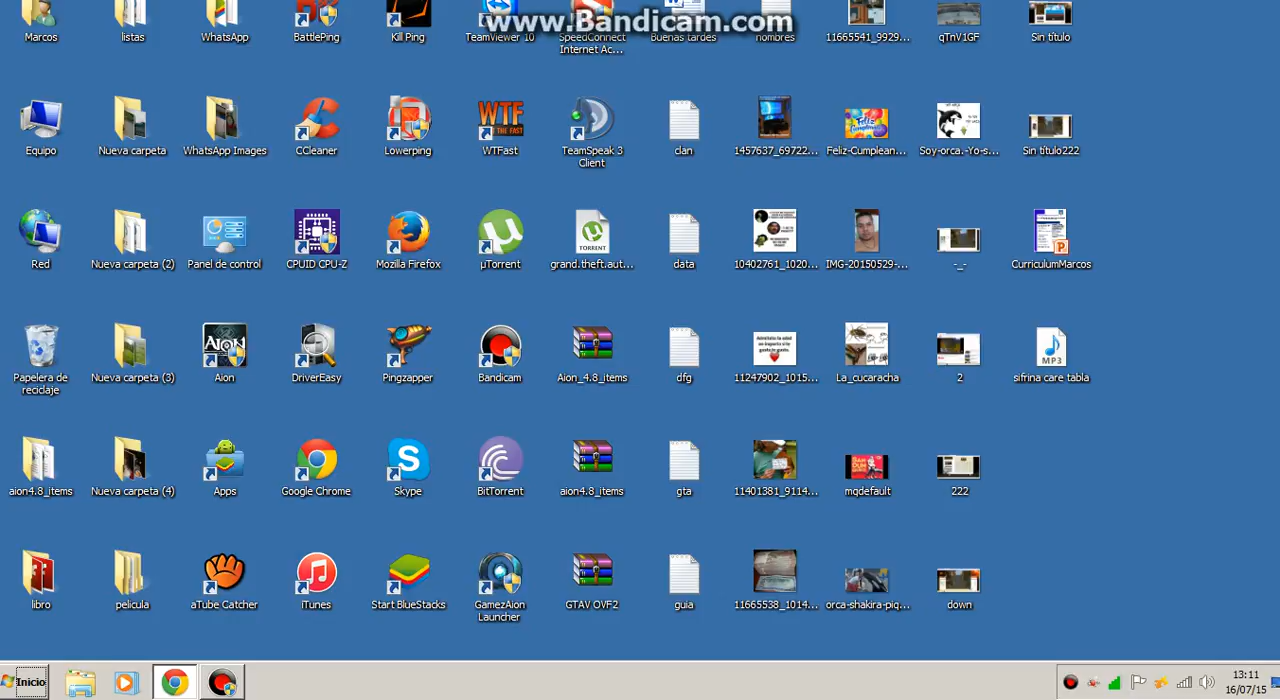 www.Bandicam.com
Marcos
listas
WhatsApp
BattlePing
Kill Ping
TeamViewer 10
SpeedConnect
Internet Ac...
Buenas tardes
nombres
11665541_9929...
qTnV1GF
Sin título
Equipo
Nueva carpeta
WhatsApp Images
CCleaner
Lowerping
WTF
THE FAST
WTFast
TeamSpeak 3
Client
clan
1457637_69722...
Feliz-Cumplean...
Soy-orca.-Yo-s...
Sin título222
Red
Nueva carpeta (2)
Panel de control
CPUID CPU-Z
Mozilla Firefox
µTorrent
TORRENT
grand.theft.aut...
data
10402761_1020...
IMG-20150529-...
-_-
CurriculumMarcos
Papelera de
reciclaje
Nueva carpeta (3)
AION
Aion
DriverEasy
Pingzapper
Bandicam
Aion_4.8_items
dfg
11247902_1015...
La_cucaracha
2
MP3
sifrina care tabla
aion4.8_items
Nueva carpeta (4)
Apps
Google Chrome
Skype
BitTorrent
aion4.8_items
gta
11401381_9114...
mqdefault
222
libro
pelicula
aTube Catcher
iTunes
Start BlueStacks
GamezAion
Launcher
GTAV OVF2
guia
11665538_1014...
orca-shakira-piq...
down
Inicio
13:11
16/07/15